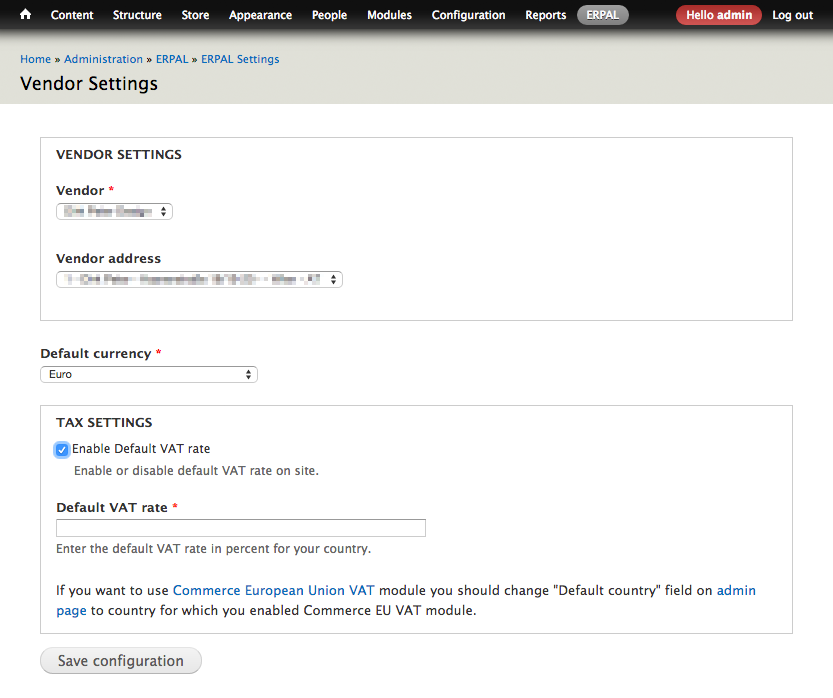 Content Structure Store Appearance People Modules Configuration Reports ERPAL Hello admin Log out
Home » Administration » ERPAL » ERPAL Settings
Vendor Settings
VENDOR SETTINGS
Vendor *
Vendor address
Default currency *
Euro
TAX SETTINGS
Enable Default VAT rate
Enable or disable default VAT rate on site.
Default VAT rate *
Enter the default VAT rate in percent for your country.
If you want to use Commerce European Union VAT module you should change "Default country" field on admin
page to country for which you enabled Commerce EU VAT module.
Save configuration